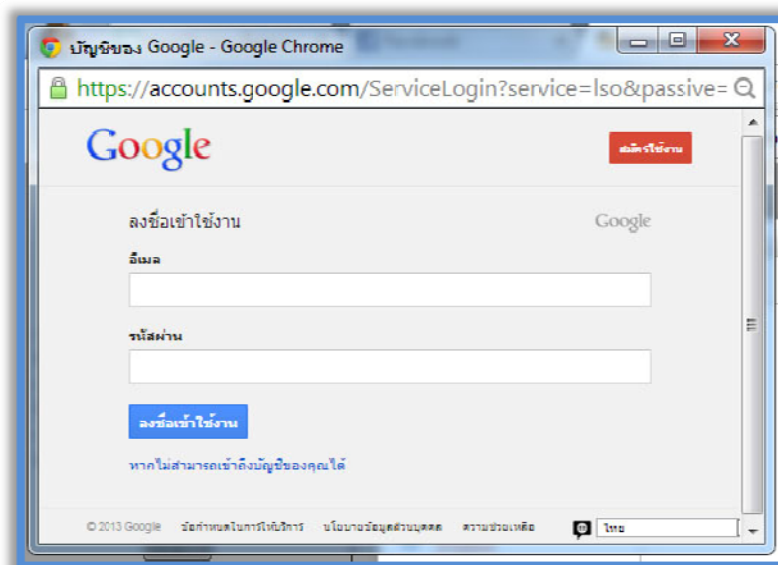 บัญชีของ Google - Google Chrome
https://accounts.google.com/ServiceLogin?service=lso&passive=
Google
สมัครใช้งาน
ลงชื่อเข้าใช้งาน
Google
อีเมล
รหัสผ่าน
ลงชื่อเข้าใช้งาน
หากไม่สามารถเข้าถึงบัญชีของคุณได้
© 2013 Google ข้อกำหนดในการให้บริการ นโยบายข้อมูลส่วนบุคคล ความช่วยเหลือ ไทย